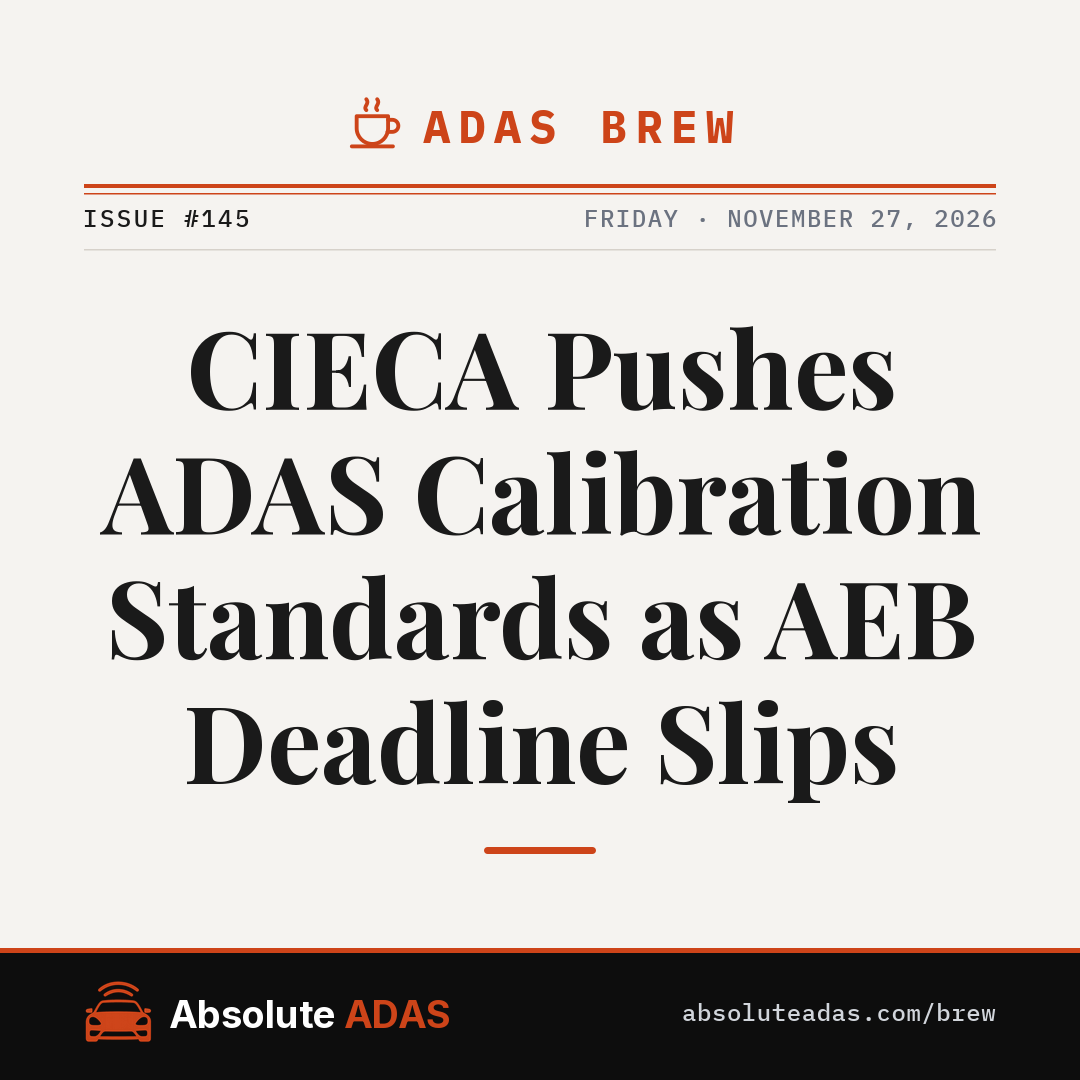 ADAS BREW
ISSUE #145
FRIDAY · NOVEMBER 27, 2026
CIECA Pushes
ADAS Calibration
Standards as AEB
Deadline Slips
Absolute ADAS
absoluteadas.com/brew